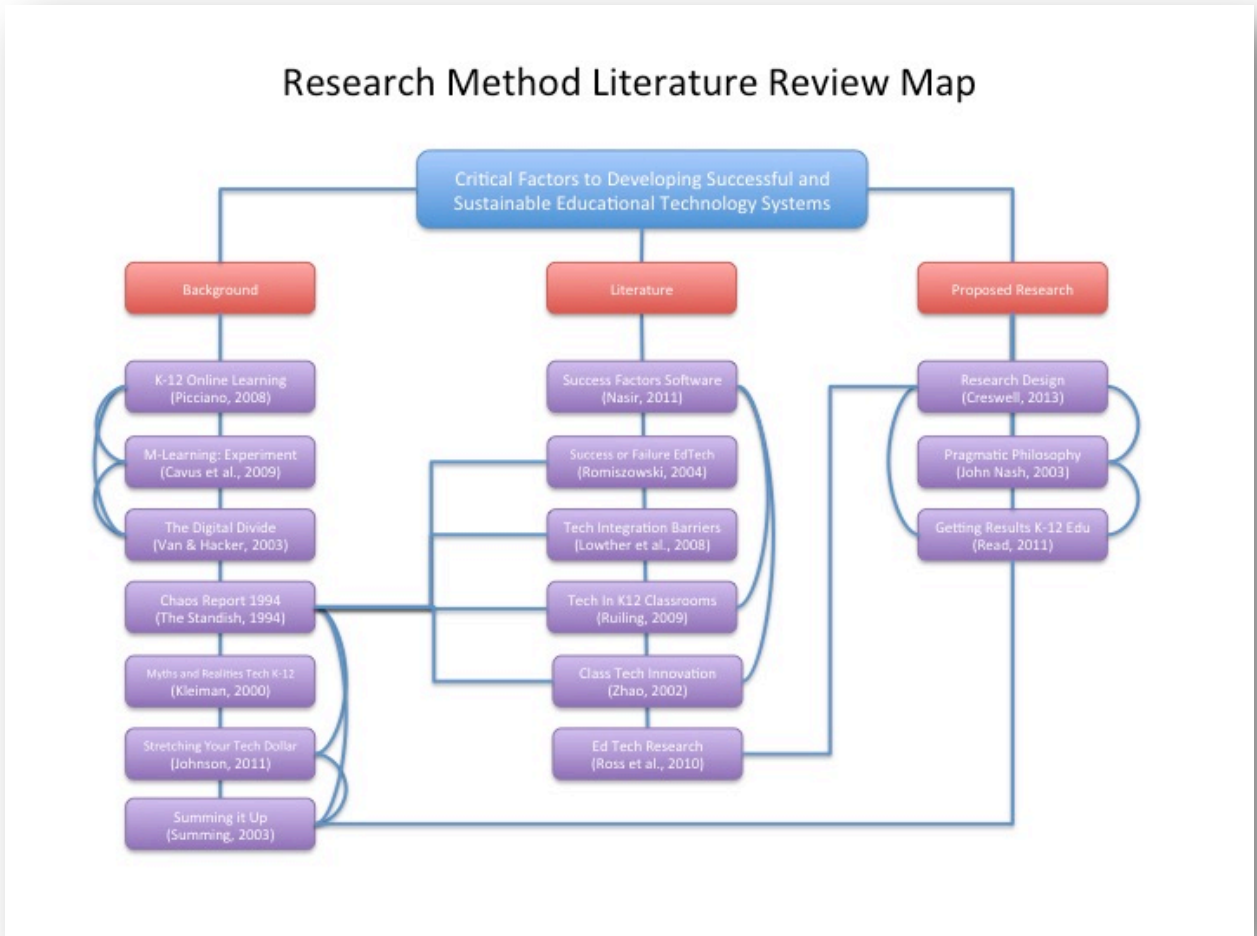 Research Method Literature Review Map
Critical Factors to Developing Successful and
Sustainable Educational Technology Systems
Background
Literature
Proposed Research
K-12 Online Learning
(Picciano, 2008)
M-Learning: Experiment
(Cavus et al., 2009)
The Digital Divide
(Van & Hacker, 2003)
Chaos Report 1994
(The Standish, 1994)
Myths and Realities Tech K-12
(Kleiman, 2000)
Stretching Your Tech Dollar
(Johnson, 2011)
Summing it Up
(Summing, 2003)
Success Factors Software
(Nasir, 2011)
Success or Failure EdTech
(Romiszowski, 2004)
Tech Integration Barriers
(Lowther et al., 2008)
Tech In K12 Classrooms
(Ruiling, 2009)
Class Tech Innovation
(Zhao, 2002)
Ed Tech Research
(Ross et al., 2010)
Research Design
(Creswell, 2013)
Pragmatic Philosophy
(John Nash, 2003)
Getting Results K-12 Edu
(Read, 2011)